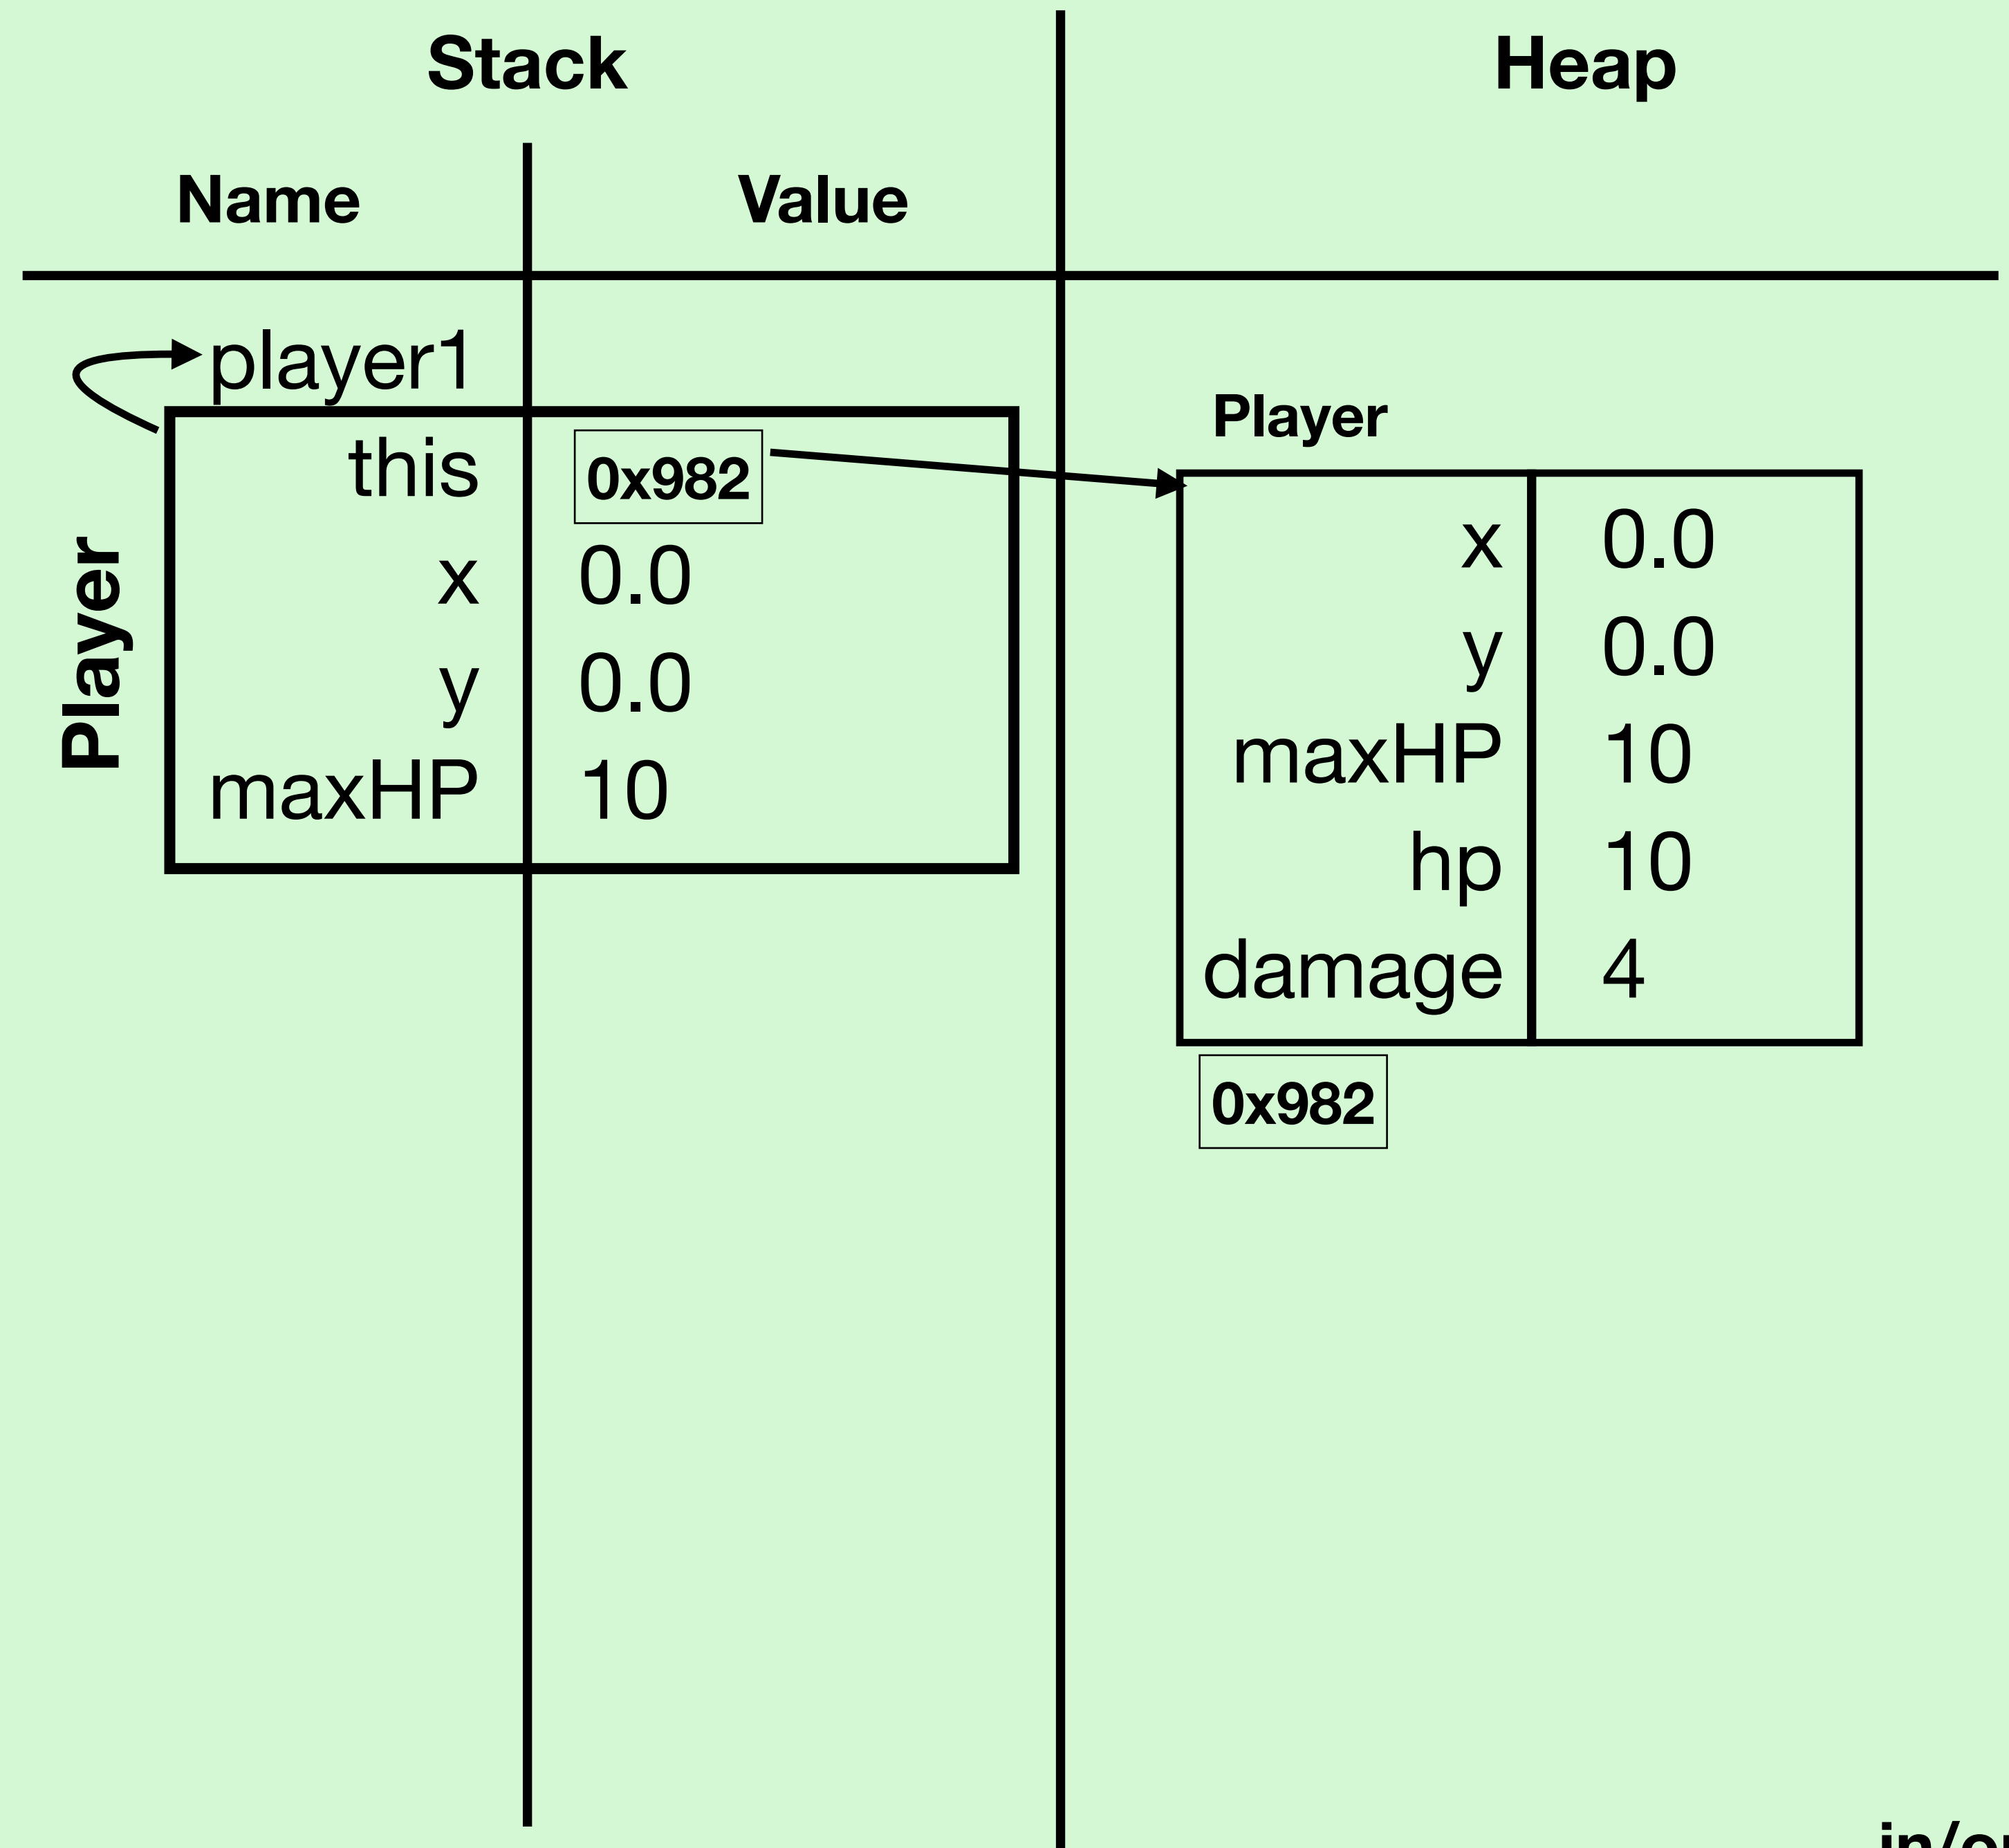 Stack
Heap
Name
Value
player1
Player
this 0x982
x 0.0
y 0.0
maxHP 10
Player
x 0.0
y 0.0
maxHP 10
hp 10
damage 4
0x982